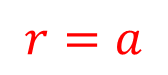 r = a